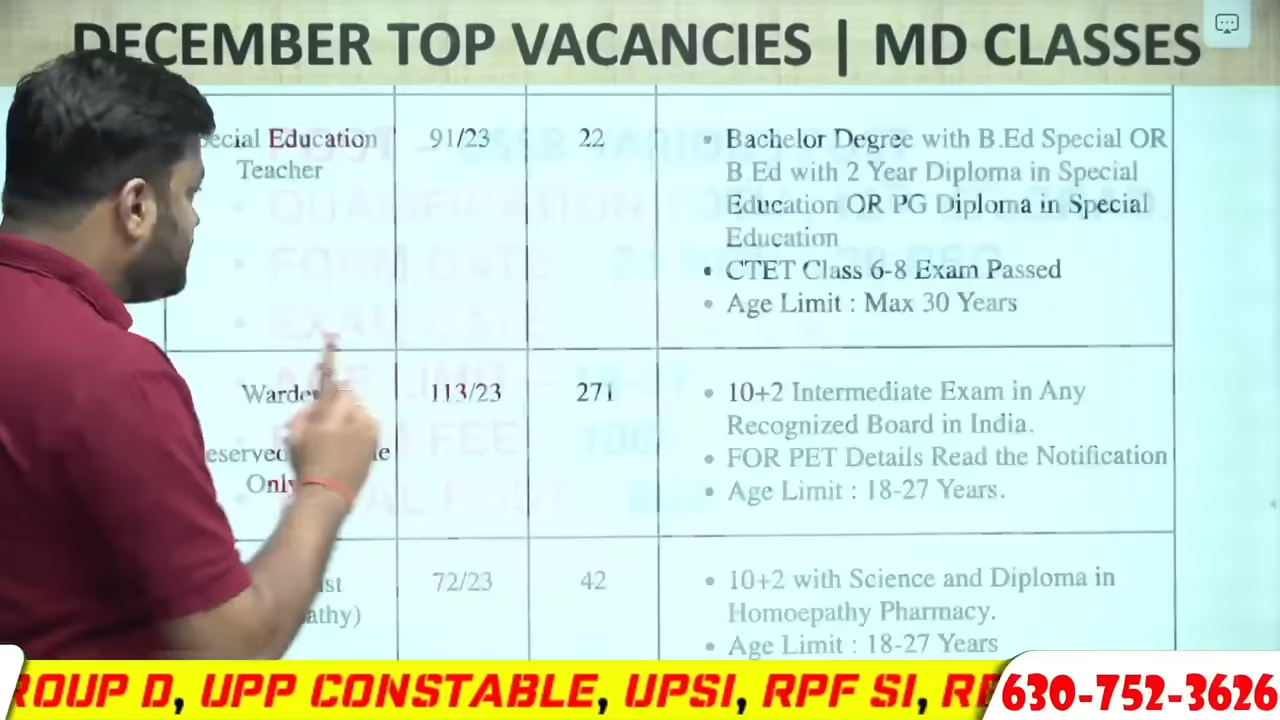 DECEMBER TOP VACANCIES | MD CLASSES
ecial Education
Teacher
91/23
22
• Bachelor Degree with B.Ed Special OR
B Ed with 2 Year Diploma in Special
Education OR PG Diploma in Special
Education
• CTET Class 6-8 Exam Passed
• Age Limit : Max 30 Years
Warde
eserved
le
Only
113/23
271
• 10+2 Intermediate Exam in Any
Recognized Board in India.
• FOR PET Details Read the Notification
• Age Limit : 18-27 Years.
ist
athy)
72/23
42
• 10+2 with Science and Diploma in
Homoepathy Pharmacy.
• Age Limit : 18-27 Years
ROUP D, UPP CONSTABLE, UPSI, RPF SI, R
630-752-3626